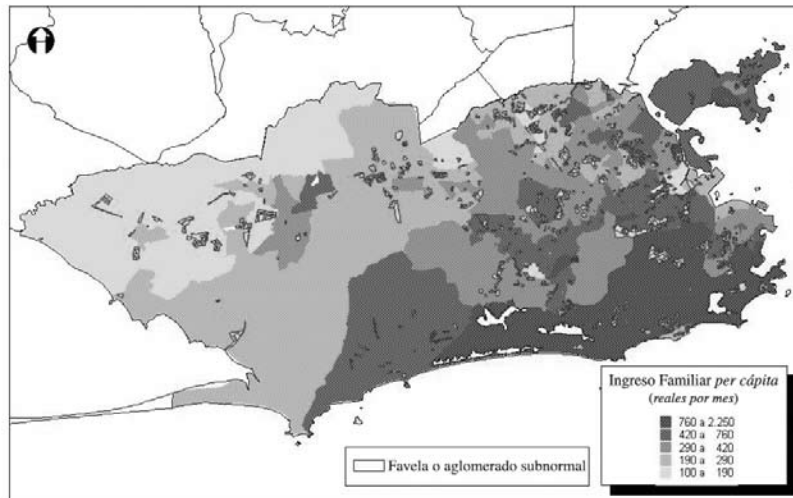 Ingreso Familiar per cápita
(reales por mes)
760 a 2.250
420 a 760
290 a 420
190 a 290
100 a 190
Favela o aglomerado subnormal